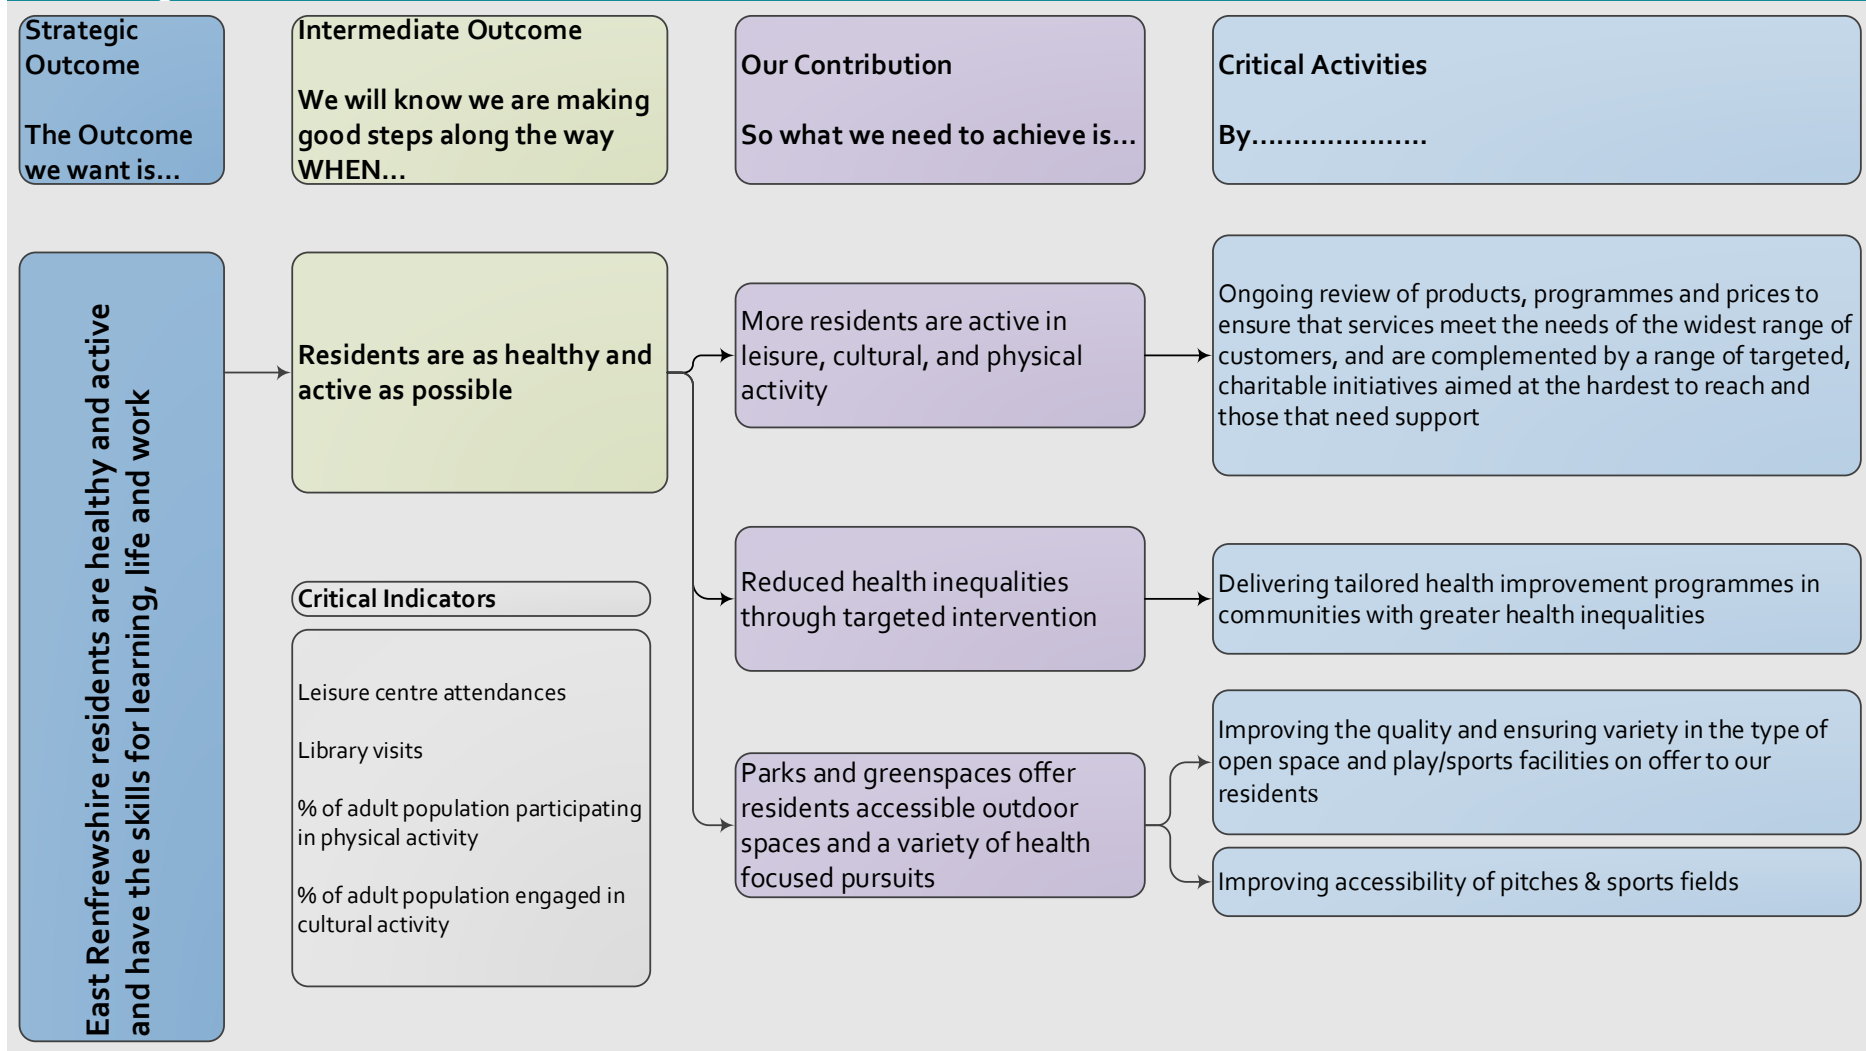 Strategic
Outcome
The Outcome
we want is...
Intermediate Outcome
We will know we are making
good steps along the way
WHEN...
Our Contribution
So what we need to achieve is...
Critical Activities
By.....................
East Renfrewshire residents are healthy and active
and have the skills for learning, life and work
Residents are as healthy and
active as possible
Critical Indicators
Leisure centre attendances
Library visits
% of adult population participating
in physical activity
% of adult population engaged in
cultural activity
More residents are active in
leisure, cultural, and physical
activity
Reduced health inequalities
through targeted intervention
Parks and greenspaces offer
residents accessible outdoor
spaces and a variety of health
focused pursuits
Ongoing review of products, programmes and prices to
ensure that services meet the needs of the widest range of
customers, and are complemented by a range of targeted,
charitable initiatives aimed at the hardest to reach and
those that need support
Delivering tailored health improvement programmes in
communities with greater health inequalities
Improving the quality and ensuring variety in the type of
open space and play/sports facilities on offer to our
residents
Improving accessibility of pitches & sports fields